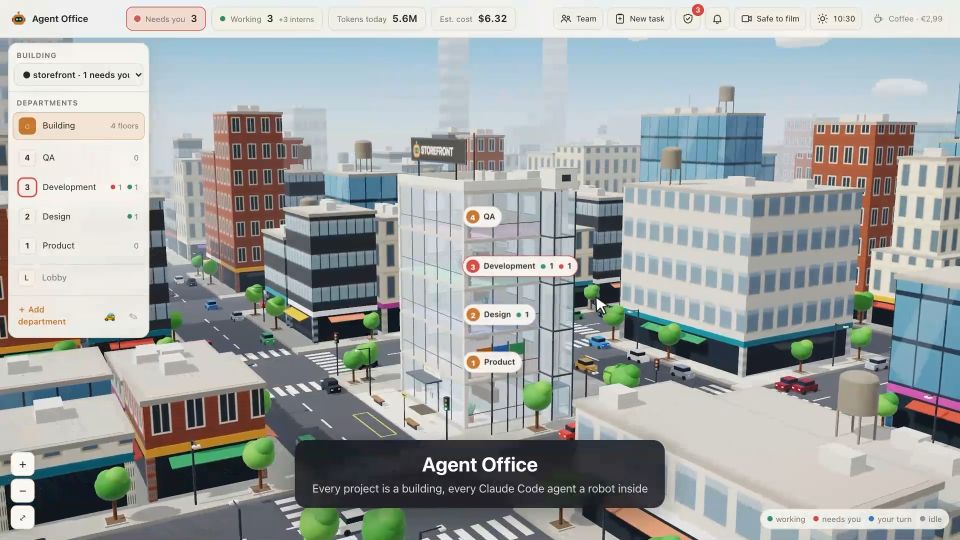 Agent Office
Needs you 3
Working 3 +3 interns
Tokens today 5.6M
Est. cost $6.32
Team
New task
3
Safe to film
10:30
Coffee · €2,99
BUILDING
storefront · 1 needs you
DEPARTMENTS
Building 4 floors
4 QA 0
3 Development 1 1
2 Design 1
1 Product 0
L Lobby
+ Add department
STOREFRONT
4 QA
3 Development 1 1
2 Design 1
1 Product
Agent Office
Every project is a building, every Claude Code agent a robot inside
working
needs you
your turn
idle